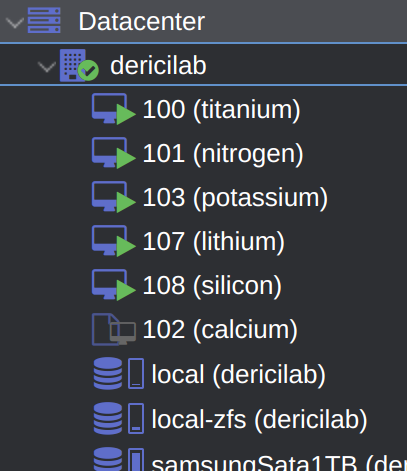 Datacenter
dericilab
100 (titanium)
101 (nitrogen)
103 (potassium)
107 (lithium)
108 (silicon)
102 (calcium)
local (dericilab)
local-zfs (dericilab)
samsungSata1TB (der